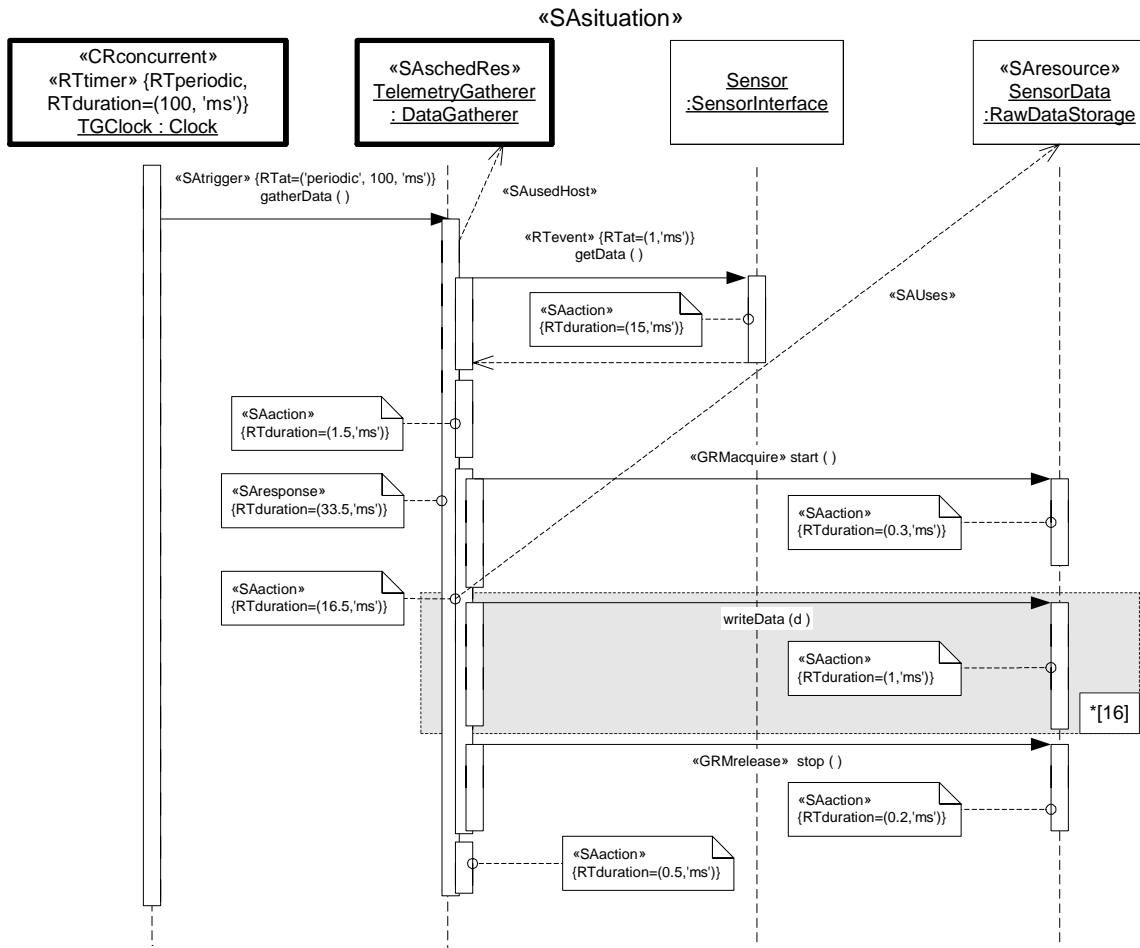 «SAsituation»
«CRconcurrent»
«RTtimer» {RTperiodic,
RTduration=(100, 'ms')}
TGClock : Clock
«SAschedRes»
TelemetryGatherer
: DataGatherer
Sensor
:SensorInterface
«SAresource»
SensorData
:RawDataStorage
«SAtrigger» {RTat=('periodic', 100, 'ms')}
gatherData ( )
«SAusedHost»
«RTevent» {RTat=(1,'ms')}
getData ( )
«SAaction»
{RTduration=(15,'ms')}
«SAUses»
«SAaction»
{RTduration=(1.5,'ms')}
«GRMacquire» start ( )
«SAresponse»
{RTduration=(33.5,'ms')}
«SAaction»
{RTduration=(0.3,'ms')}
«SAaction»
{RTduration=(16.5,'ms')}
writeData (d )
«SAaction»
{RTduration=(1,'ms')}
*[16]
«GRMrelease» stop ( )
«SAaction»
{RTduration=(0.2,'ms')}
«SAaction»
{RTduration=(0.5,'ms')}